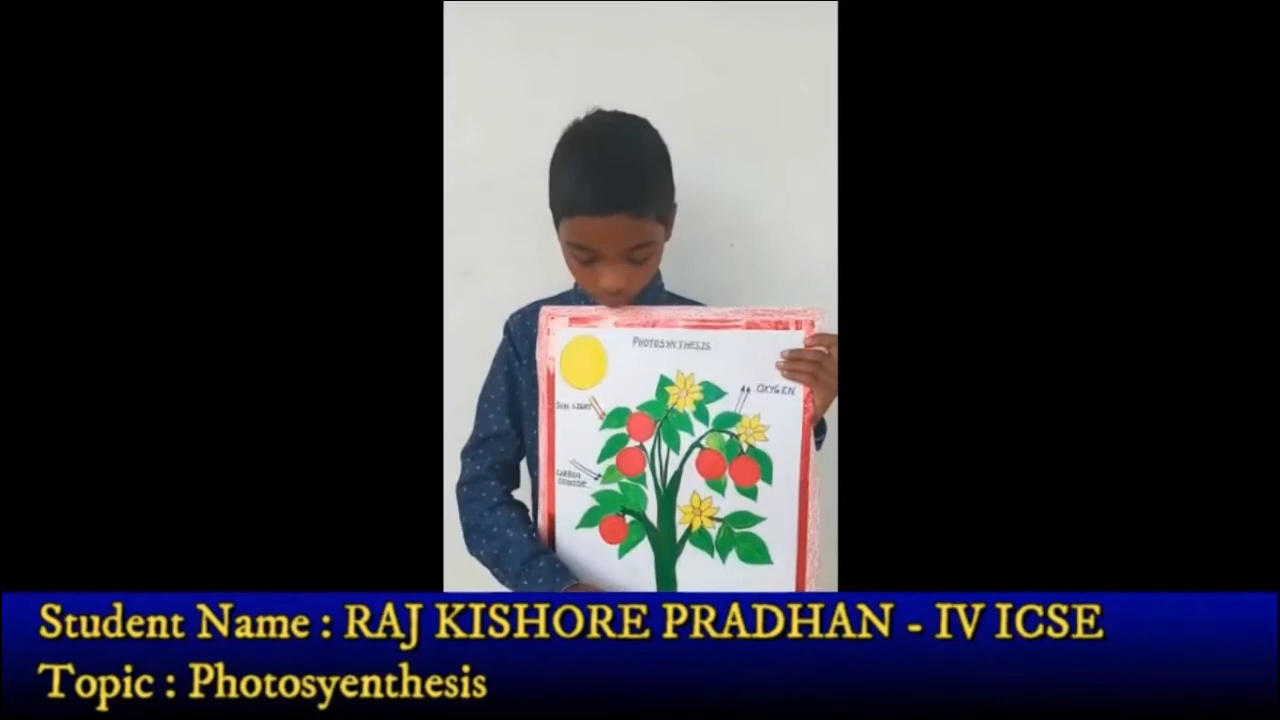 PHOTOSYNTHESIS
OXYGEN
SUN LIGHT
CARBON
DIOXIDE
Student Name : RAJ KISHORE PRADHAN - IV ICSE
Topic : Photosyenthesis